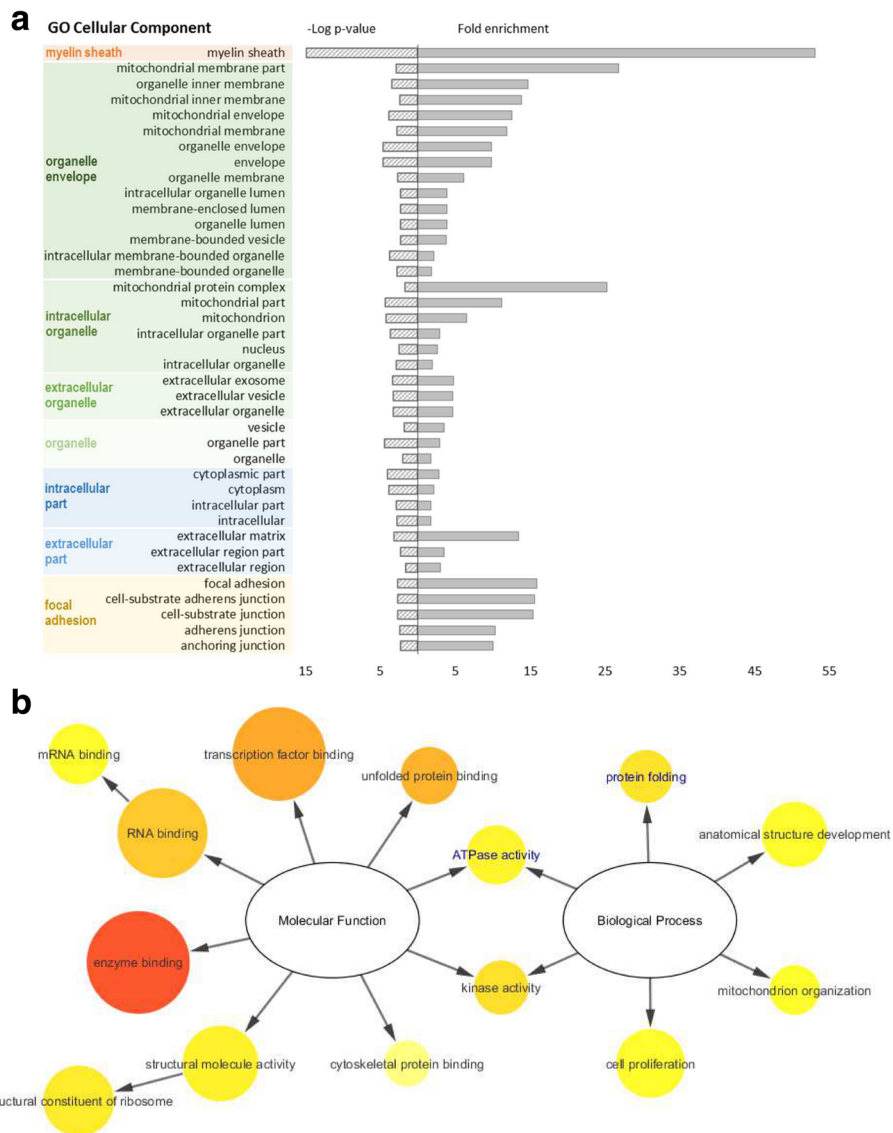 a
GO Cellular Component
-Log p-value
Fold enrichment
myelin sheath
myelin sheath
organelle
envelope
mitochondrial membrane part
organelle inner membrane
mitochondrial inner membrane
mitochondrial envelope
mitochondrial membrane
organelle envelope
envelope
organelle membrane
intracellular organelle lumen
membrane-enclosed lumen
organelle lumen
membrane-bounded vesicle
intracellular membrane-bounded organelle
membrane-bounded organelle
intracellular
organelle
mitochondrial protein complex
mitochondrial part
mitochondrion
intracellular organelle part
nucleus
intracellular organelle
extracellular
organelle
extracellular exosome
extracellular vesicle
extracellular organelle
organelle
vesicle
organelle part
organelle
intracellular
part
cytoplasmic part
cytoplasm
intracellular part
intracellular
extracellular
part
extracellular matrix
extracellular region part
extracellular region
focal
adhesion
focal adhesion
cell-substrate adherens junction
cell-substrate junction
adherens junction
anchoring junction
15 5 5 15 25 35 45 55
b
mRNA binding
transcription factor binding
unfolded protein binding
protein folding
RNA binding
ATPase activity
anatomical structure development
Molecular Function
Biological Process
enzyme binding
kinase activity
mitochondrion organization
structural molecule activity
cytoskeletal protein binding
cell proliferation
uctural constituent of ribosome